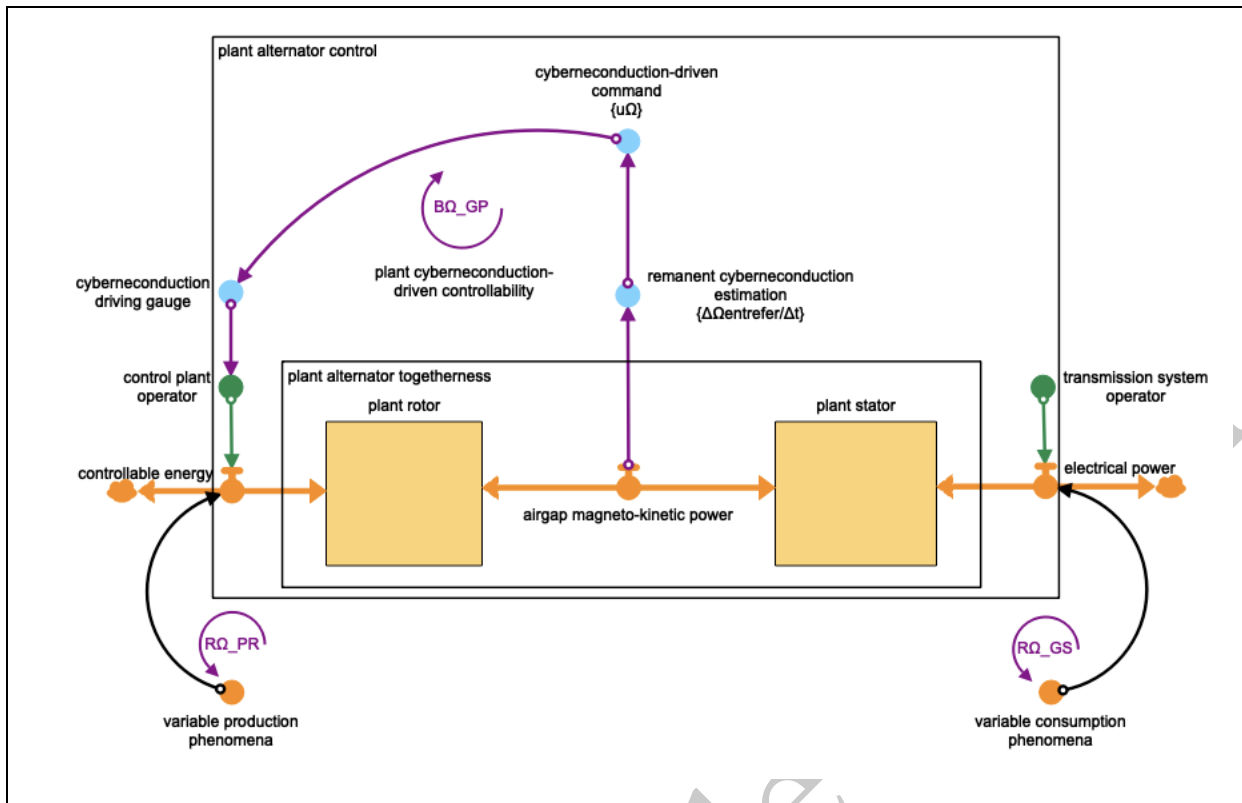 plant alternator control
cyberneconduction-driven
command
{uΩ}
BΩ_GP
plant cyberneconduction-
driven controllability
remanent cyberneconduction
estimation
{ΔΩentrefer/Δt}
cyberneconduction
driving gauge
control plant
operator
plant alternator togetherness
transmission system
operator
plant rotor
plant stator
controllable energy
electrical power
airgap magneto-kinetic power
RΩ_PR
RΩ_GS
variable production
phenomena
variable consumption
phenomena